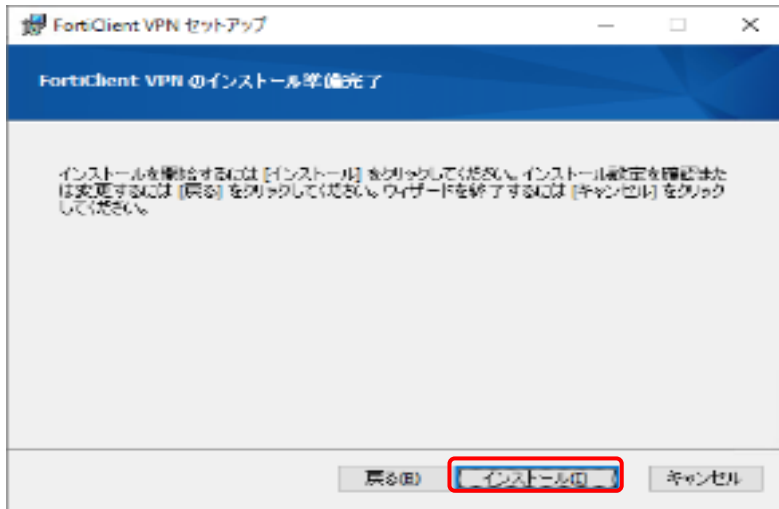 FortiClient VPN セットアップ
FortiClient VPN のインストール準備完了
インストールを開始するには [インストール] をクリックしてください。インストール設定を確認また
は変更するには [戻る] をクリックしてください。ウィザードを終了するには [キャンセル] をクリック
してください。
戻る(B)
インストール(I)
キャンセル